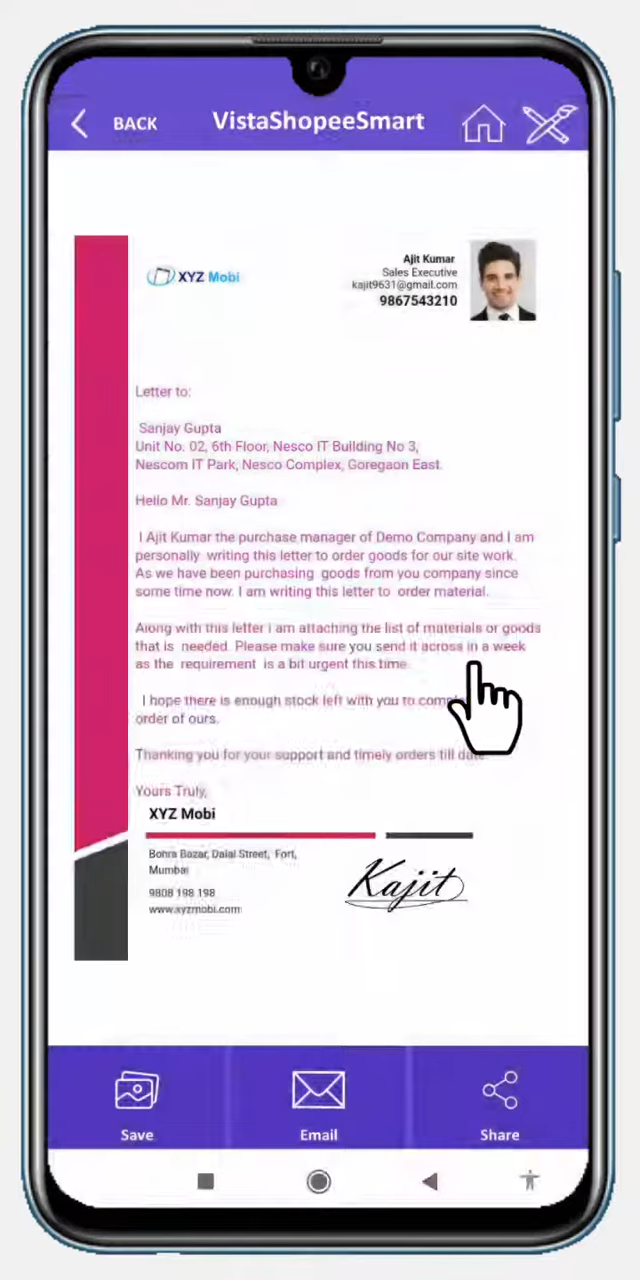 BACK
VistaShopeeSmart
XYZ Mobi
Ajit Kumar
Sales Executive
kajit9631@gmail.com
9867543210
Letter to:
Sanjay Gupta
Unit No. 02, 6th Floor, Nesco IT Building No 3,
Nescom IT Park, Nesco Complex, Goregaon East.
Hello Mr. Sanjay Gupta
I Ajit Kumar the purchase manager of Demo Company and I am
personally writing this letter to order goods for our site work.
As we have been purchasing goods from you company since
some time now. I am writing this letter to order material.
Along with this letter i am attaching the list of materials or goods
that is needed. Please make sure you send it across in a week
as the requirement is a bit urgent this time.
I hope there is enough stock left with you to
order of ours.
Thanking you for your support and timely orders till date.
Yours Truly,
XYZ Mobi
Bohra Bazar, Dalal Street, Fort,
Mumbai
9808 198 198
www.xyzmobi.com
Kajit
Save
Email
Share